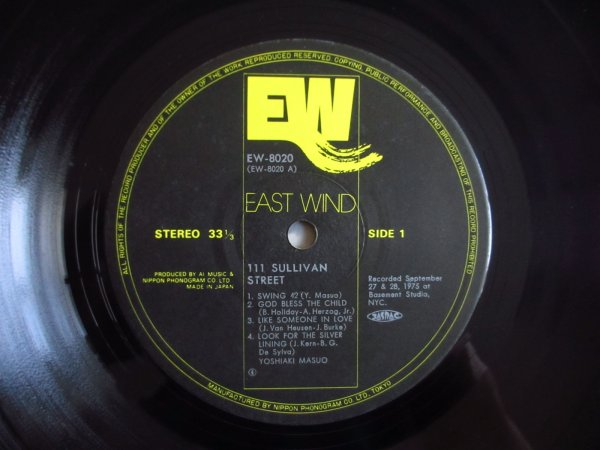 ALL RIGHTS OF THE RECORD PRODUCER AND OF THE OWNER OF THE WORK REPRODUCED RESERVED. COPYING, PUBLIC PERFORMANCE AND BROADCASTING OF THIS RECORD PROHIBITED
EW
EW-8020
(EW-8020 A)
EAST WIND
STEREO 33 1/3
SIDE 1
111 SULLIVAN
STREET
PRODUCED BY AI MUSIC &
NIPPON PHONOGRAM CO LTD
MADE IN JAPAN
Recorded September
27 & 28, 1975 at
Basement Studio,
NYC.
1. SWING 42 (Y. Masuo)
2. GOD BLESS THE CHILD
(B. Holiday-A. Herzog, Jr.)
3. LIKE SOMEONE IN LOVE
(J. Van Heusen-J. Burke)
4. LOOK FOR THE SILVER
LINING (J. Kern-B. G.
De Sylva)
YOSHIAKI MASUO
MANUFACTURED BY NIPPON PHONOGRAM CO., LTD. TOKYO